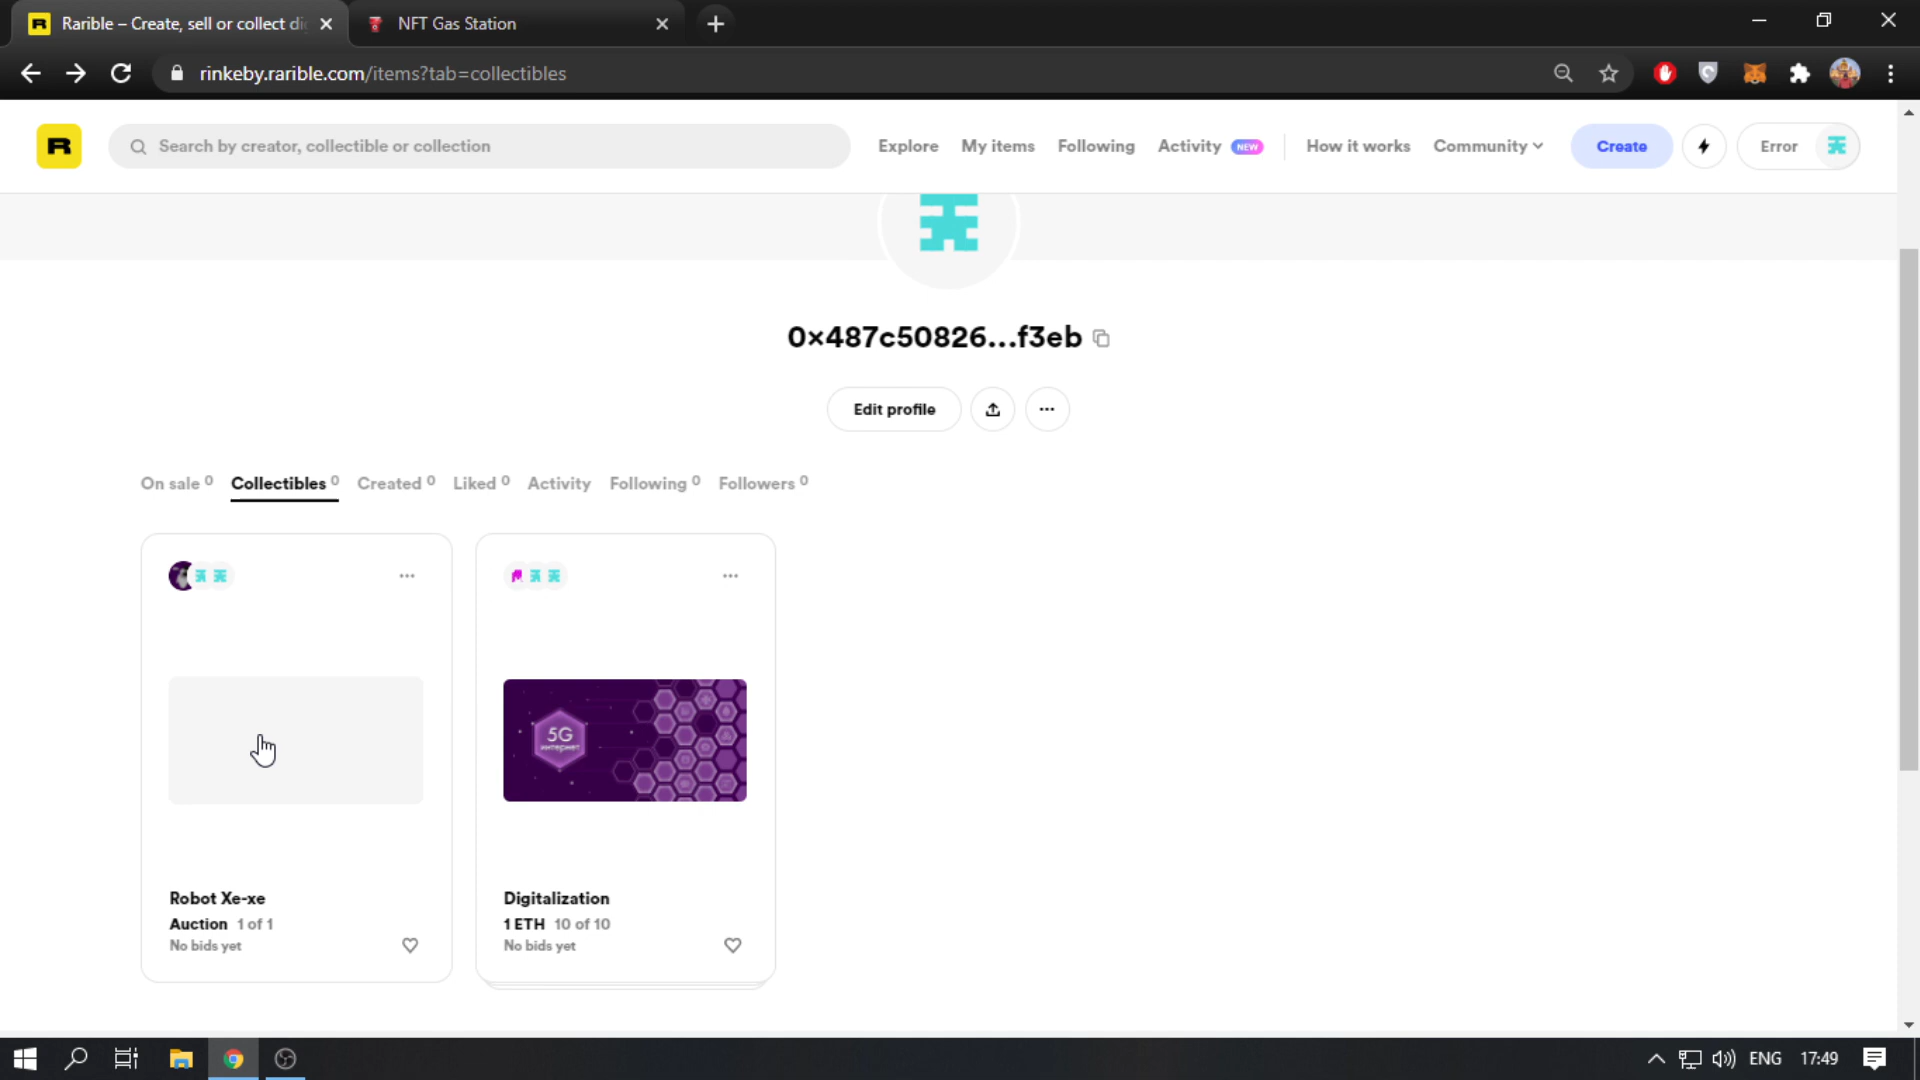 Rarible – Create, sell or collect di
NFT Gas Station
rinkeby.rarible.com/items?tab=collectibles
R
Search by creator, collectible or collection
Explore
My items
Following
Activity NEW
How it works
Community
Create
Error
0x487c50826...f3eb
Edit profile
On sale 0
Collectibles 0
Created 0
Liked 0
Activity
Following 0
Followers 0
5G
интернет
Robot Xe-xe
Auction 1 of 1
No bids yet
Digitalization
1 ETH 10 of 10
No bids yet
ENG
17:49